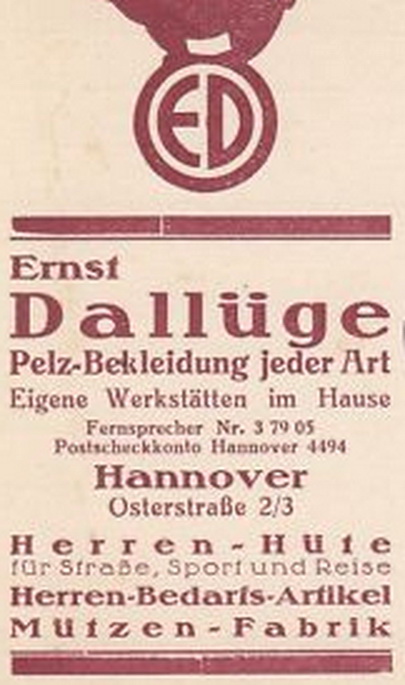 ED
Ernst
Dallüge
Pelz-Bekleidung jeder Art
Eigene Werkstätten im Hause
Fernsprecher Nr. 3 79 05
Postscheckkonto Hannover 4494
Hannover
Osterstraße 2/3
Herren-Hüte
für Straße, Sport und Reise
Herren-Bedarfs-Artikel
Mützen-Fabrik